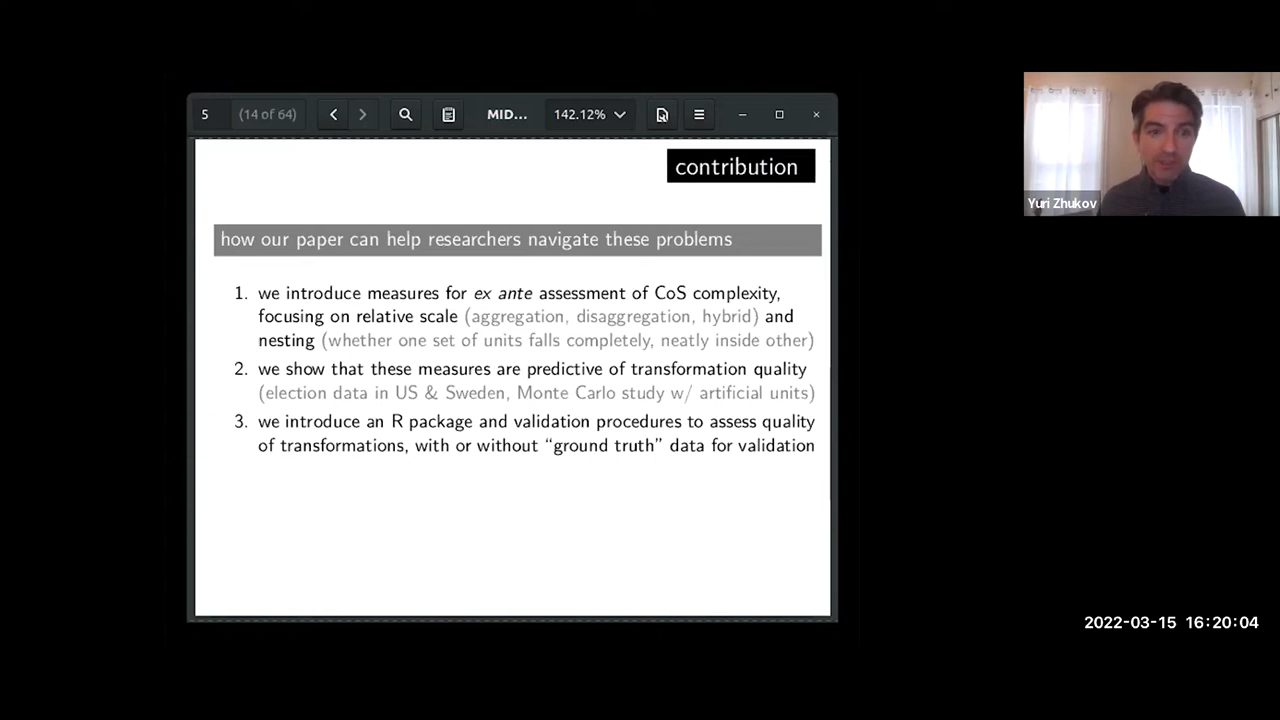 5 (14 of 64) MID... 142.12%
contribution
how our paper can help researchers navigate these problems
1. we introduce measures for ex ante assessment of CoS complexity,
focusing on relative scale (aggregation, disaggregation, hybrid) and
nesting (whether one set of units falls completely, neatly inside other)
2. we show that these measures are predictive of transformation quality
(election data in US & Sweden, Monte Carlo study w/ artificial units)
3. we introduce an R package and validation procedures to assess quality
of transformations, with or without “ground truth” data for validation
Yuri Zhukov
2022-03-15 16:20:04